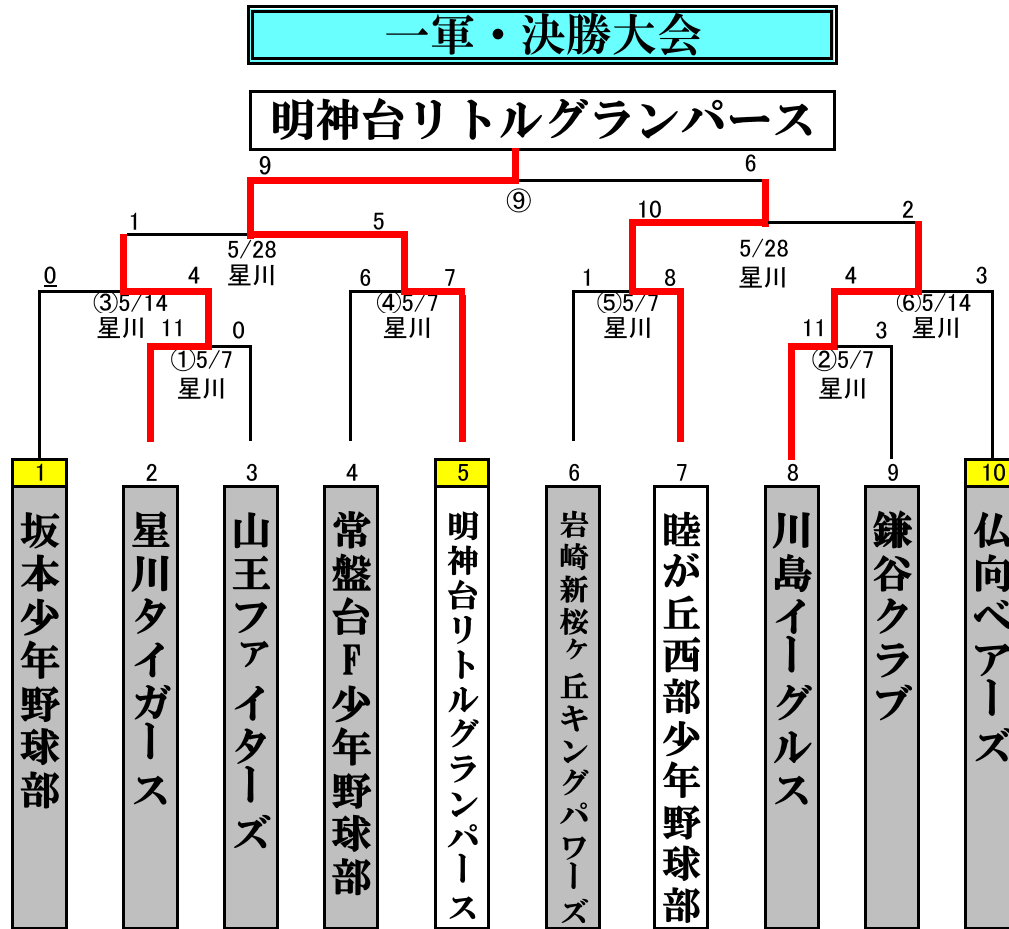 一軍・決勝大会
明神台リトルグランパース
9 6
⑨
1 5 10 2
5/28 5/28
星川 星川
0 4 6 7 1 8 4 3
③5/14 ④5/7 ⑤5/7 ⑥5/14
星川 星川 星川 星川
11 0 11 3
①5/7 ②5/7
星川 星川
1 2 3 4 5 6 7 8 9 10
坂本少年野球部
星川タイガース
山王ファイターズ
常盤台F少年野球部
明神台リトルグランパース
岩崎新桜ヶ丘キングパワーズ
睦が丘西部少年野球部
川島イーグルス
鎌谷クラブ
仏向ベアーズ